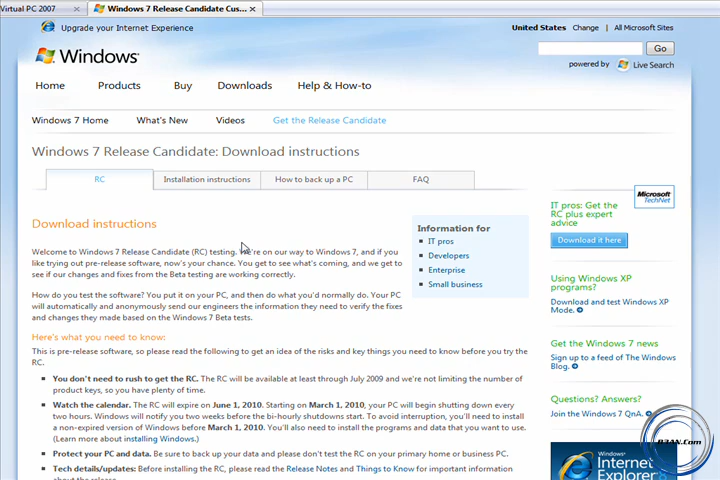 Virtual PC 2007
Windows 7 Release Candidate Cus...
Upgrade your Internet Experience
United States Change | All Microsoft Sites
Windows
Go
powered by Live Search
Home Products Buy Downloads Help & How-to
Windows 7 Home What's New Videos Get the Release Candidate
Windows 7 Release Candidate: Download instructions
RC Installation instructions How to back up a PC FAQ
Download instructions
Welcome to Windows 7 Release Candidate (RC) testing. We're on our way to Windows 7, and if you
like trying out pre-release software, now's your chance. You get to see what's coming, and we get to
see if our changes and fixes from the Beta testing are working correctly.
How do you test the software? You put it on your PC, and then do what you'd normally do. Your PC
will automatically and anonymously send our engineers the information they need to verify the fixes
and changes they made based on the Windows 7 Beta tests.
Here's what you need to know:
This is pre-release software, so please read the following to get an idea of the risks and key things you need to know before you try the
RC.
You don't need to rush to get the RC. The RC will be available at least through July 2009 and we're not limiting the number of
product keys, so you have plenty of time.
Watch the calendar. The RC will expire on June 1, 2010. Starting on March 1, 2010, your PC will begin shutting down every
two hours. Windows will notify you two weeks before the bi-hourly shutdowns start. To avoid interruption, you'll need to install
a non-expired version of Windows before March 1, 2010. You'll also need to install the programs and data that you want to use.
(Learn more about installing Windows.)
Protect your PC and data. Be sure to back up your data and please don't test the RC on your primary home or business PC.
Tech details/updates: Before installing the RC, please read the Release Notes and Things to Know for important information
Information for
IT pros
Developers
Enterprise
Small business
Microsoft
TechNet
IT pros: Get the
RC plus expert
advice
Download it here
Using Windows XP
programs?
Download and test Windows XP
Mode.
Get the Windows 7 news
Sign up to a feed of The Windows
Blog.
Questions? Answers?
Join the Windows 7 QnA.
Internet
Explorer 8